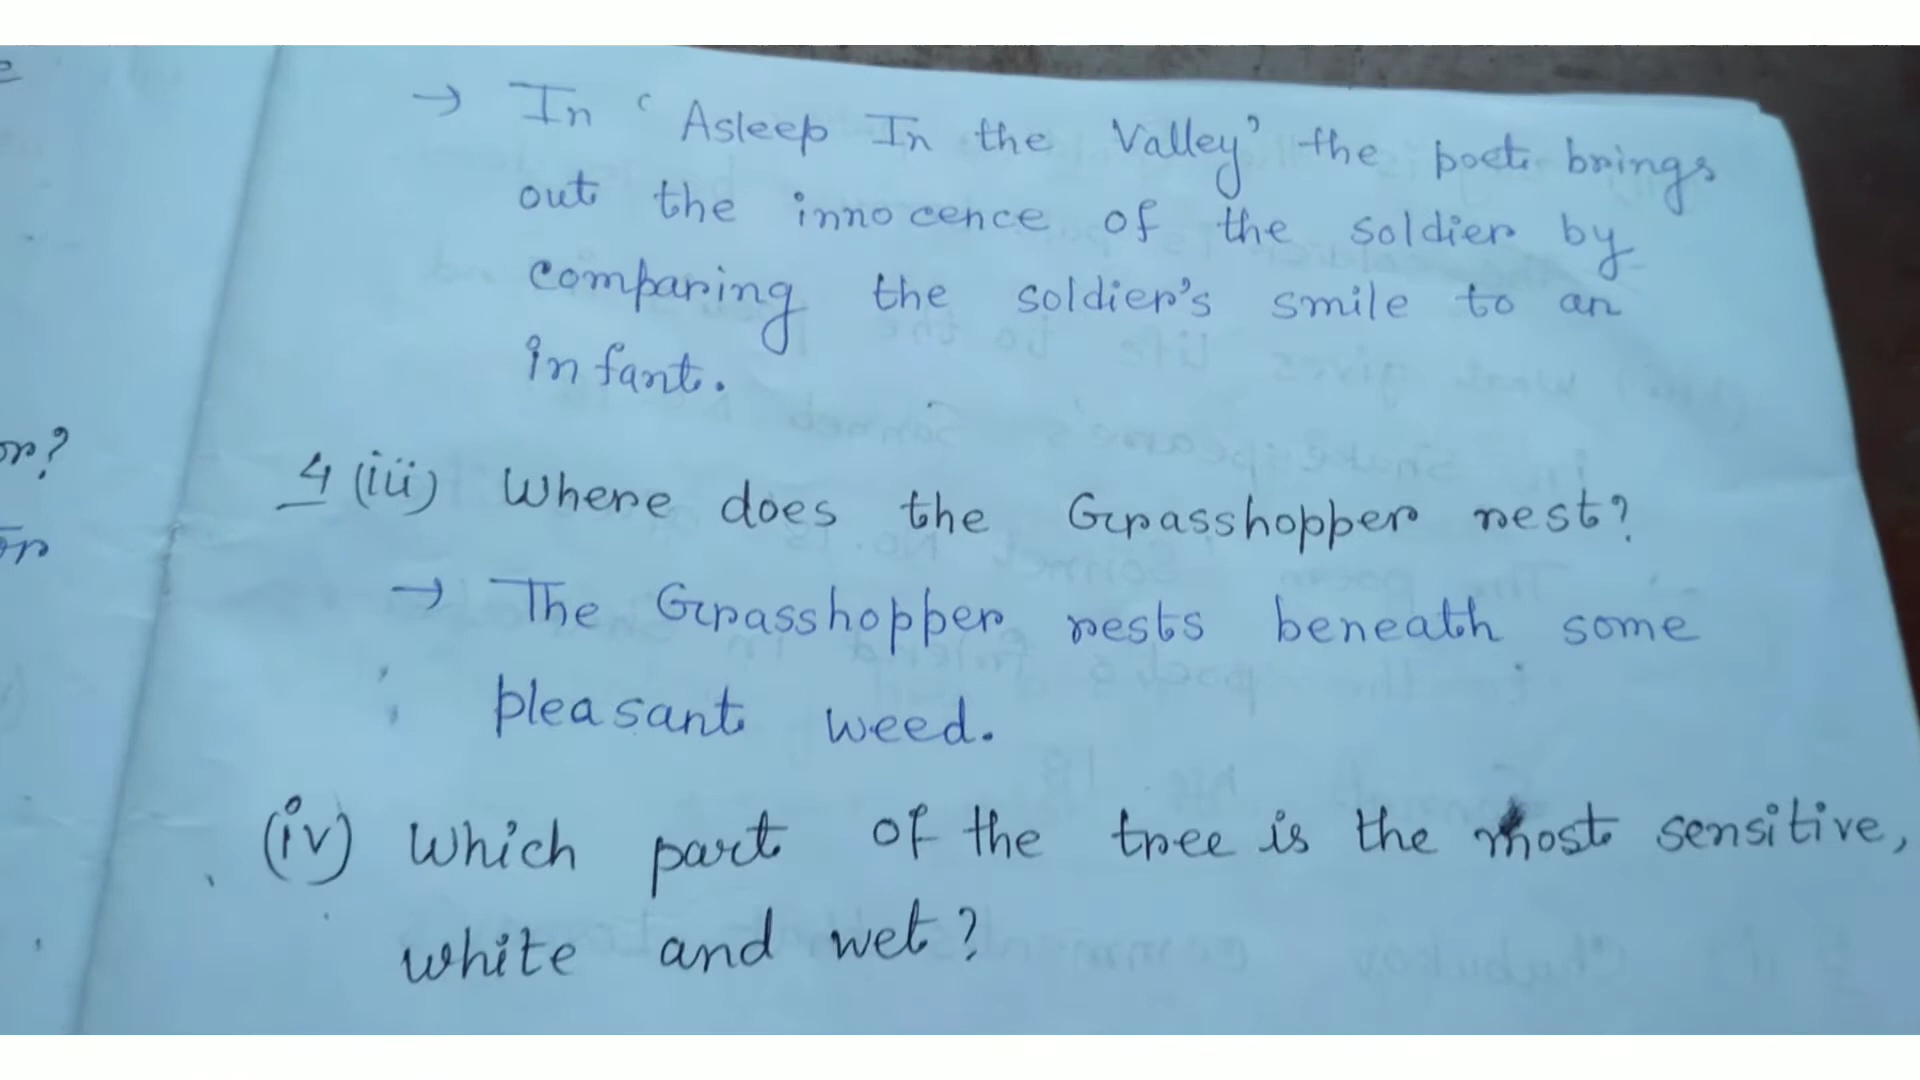 → In ‘Asleep In the Valley’ the poet brings
out the innocence of the soldier by
comparing the soldier's smile to an
infant.
or?
4 (iii) Where does the Grasshopper rest?
→ The Grasshopper rests beneath some
pleasant weed.
(iv) Which part of the tree is the most sensitive,
white and wet?